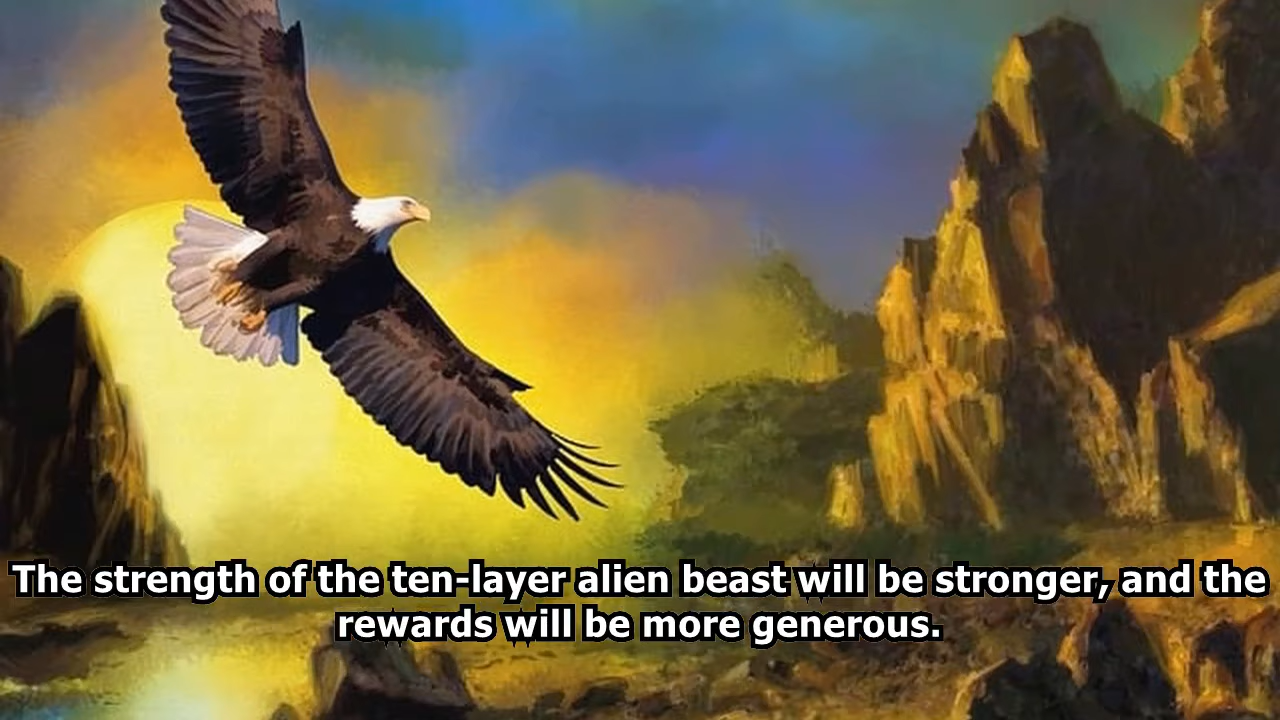 The strength of the ten-layer alien beast will be stronger, and the
rewards will be more generous.